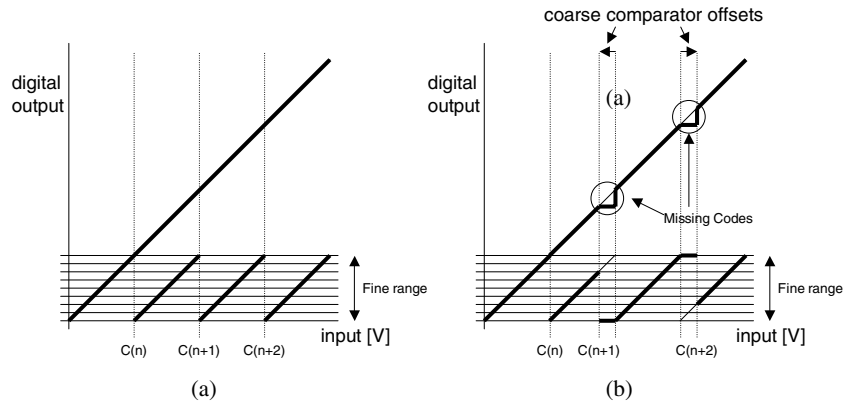 coarse comparator offsets
digital
output
Fine range
input [V]
C(n)
C(n+1)
C(n+2)
(a)
digital
output
(a)
Missing Codes
Fine range
input [V]
C(n)
C(n+1)
C(n+2)
(b)